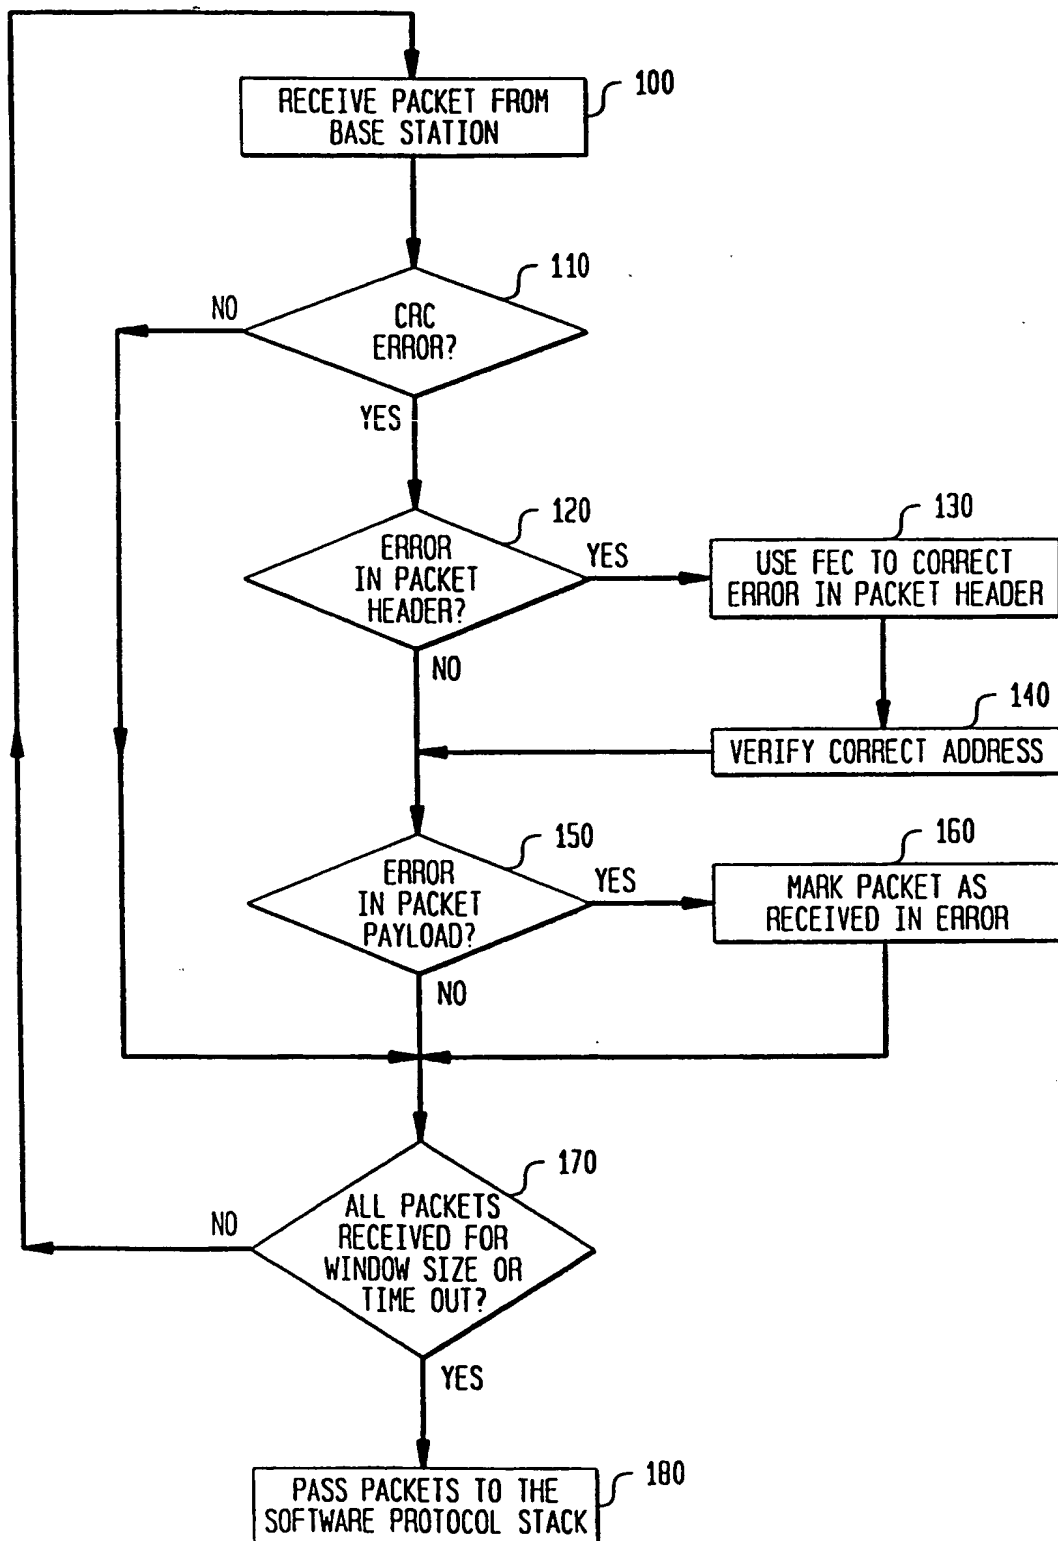 100
RECEIVE PACKET FROM
BASE STATION
110
NO
CRC
ERROR?
YES
120
130
ERROR
IN PACKET
HEADER?
YES
USE FEC TO CORRECT
ERROR IN PACKET HEADER
NO
140
VERIFY CORRECT ADDRESS
150
160
ERROR
IN PACKET
PAYLOAD?
YES
MARK PACKET AS
RECEIVED IN ERROR
NO
170
NO
ALL PACKETS
RECEIVED FOR
WINDOW SIZE OR
TIME OUT?
YES
180
PASS PACKETS TO THE
SOFTWARE PROTOCOL STACK